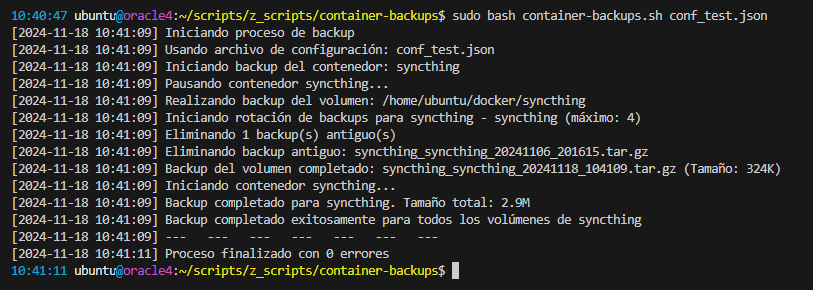 10:40:47 ubuntu@oracle4:~/scripts/z_scripts/container-backups$ sudo bash container-backups.sh conf_test.json
[2024-11-18 10:41:09] Iniciando proceso de backup
[2024-11-18 10:41:09] Usando archivo de configuración: conf_test.json
[2024-11-18 10:41:09] Iniciando backup del contenedor: syncthing
[2024-11-18 10:41:09] Pausando contenedor syncthing...
[2024-11-18 10:41:09] Realizando backup del volumen: /home/ubuntu/docker/syncthing
[2024-11-18 10:41:09] Iniciando rotación de backups para syncthing - syncthing (máximo: 4)
[2024-11-18 10:41:09] Eliminando 1 backup(s) antiguo(s)
[2024-11-18 10:41:09] Eliminando backup antiguo: syncthing_syncthing_20241106_201615.tar.gz
[2024-11-18 10:41:09] Backup del volumen completado: syncthing_syncthing_20241118_104109.tar.gz (Tamaño: 324K)
[2024-11-18 10:41:09] Iniciando contenedor syncthing...
[2024-11-18 10:41:09] Backup completado para syncthing. Tamaño total: 2.9M
[2024-11-18 10:41:09] Backup completado exitosamente para todos los volúmenes de syncthing
[2024-11-18 10:41:09] --- --- --- --- --- --- ---
[2024-11-18 10:41:11] Proceso finalizado con 0 errores
10:41:11 ubuntu@oracle4:~/scripts/z_scripts/container-backups$